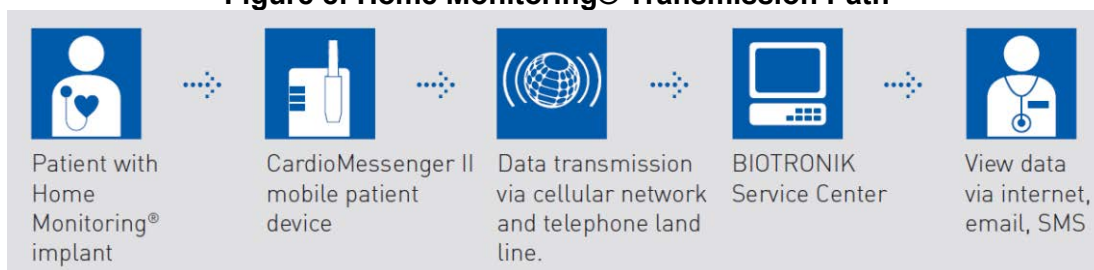 Figure Home Monitoring® Transmission Path
Patient with
Home
Monitoring®
implant
CardioMessenger II
mobile patient
device
Data transmission
via cellular network
and telephone land
line.
BIOTRONIK
Service Center
View data
via internet,
email, SMS